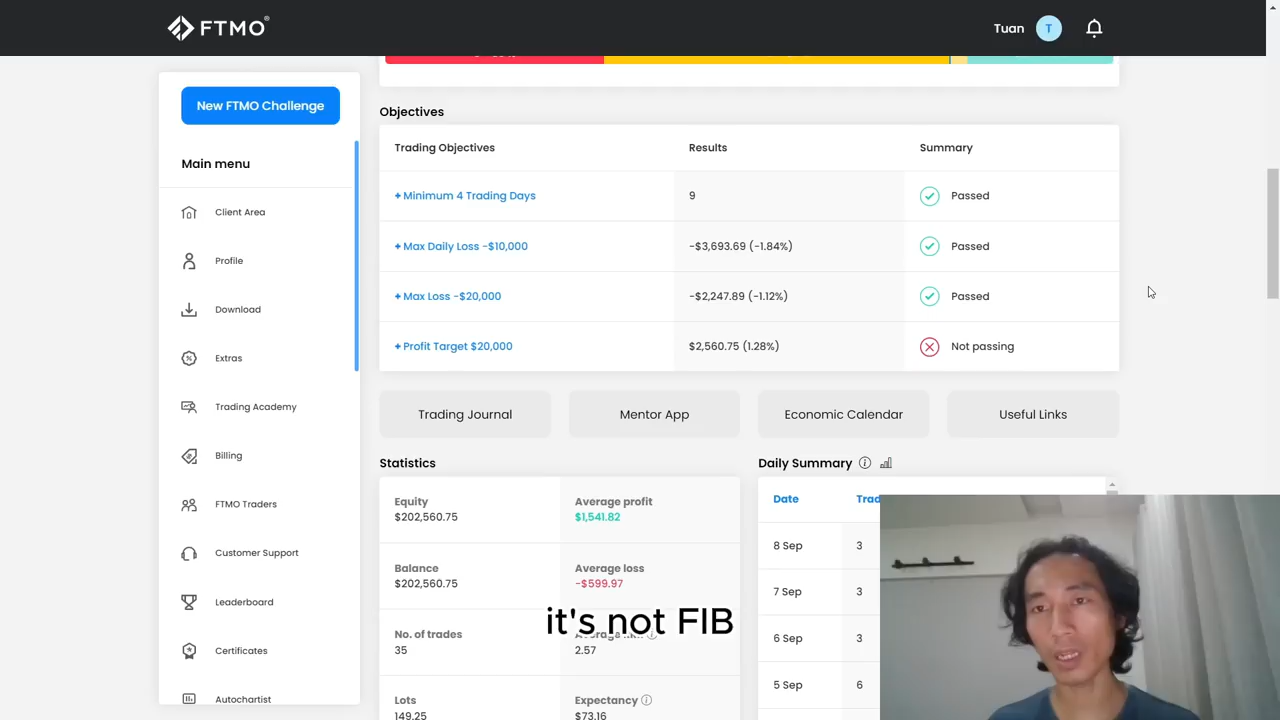 FTMO®
Tuan T
New FTMO Challenge
Main menu
Client Area
Profile
Download
Extras
Trading Academy
Billing
FTMO Traders
Customer Support
Leaderboard
Certificates
Autochartist
Objectives
Trading Objectives Results Summary
+ Minimum 4 Trading Days 9 Passed
+ Max Daily Loss -$10,000 -$3,693.69 (-1.84%) Passed
+ Max Loss -$20,000 -$2,247.89 (-1.12%) Passed
+ Profit Target $20,000 $2,560.75 (1.28%) Not passing
Trading Journal Mentor App Economic Calendar Useful Links
Statistics
Equity Average profit
$202,560.75 $1,541.82
Balance Average loss
$202,560.75 -$599.97
No. of trades
35 2.57
Lots Expectancy
149.25 $73.16
Daily Summary
Date
8 Sep 3
7 Sep 3
6 Sep 3
5 Sep 6
it's not FIB